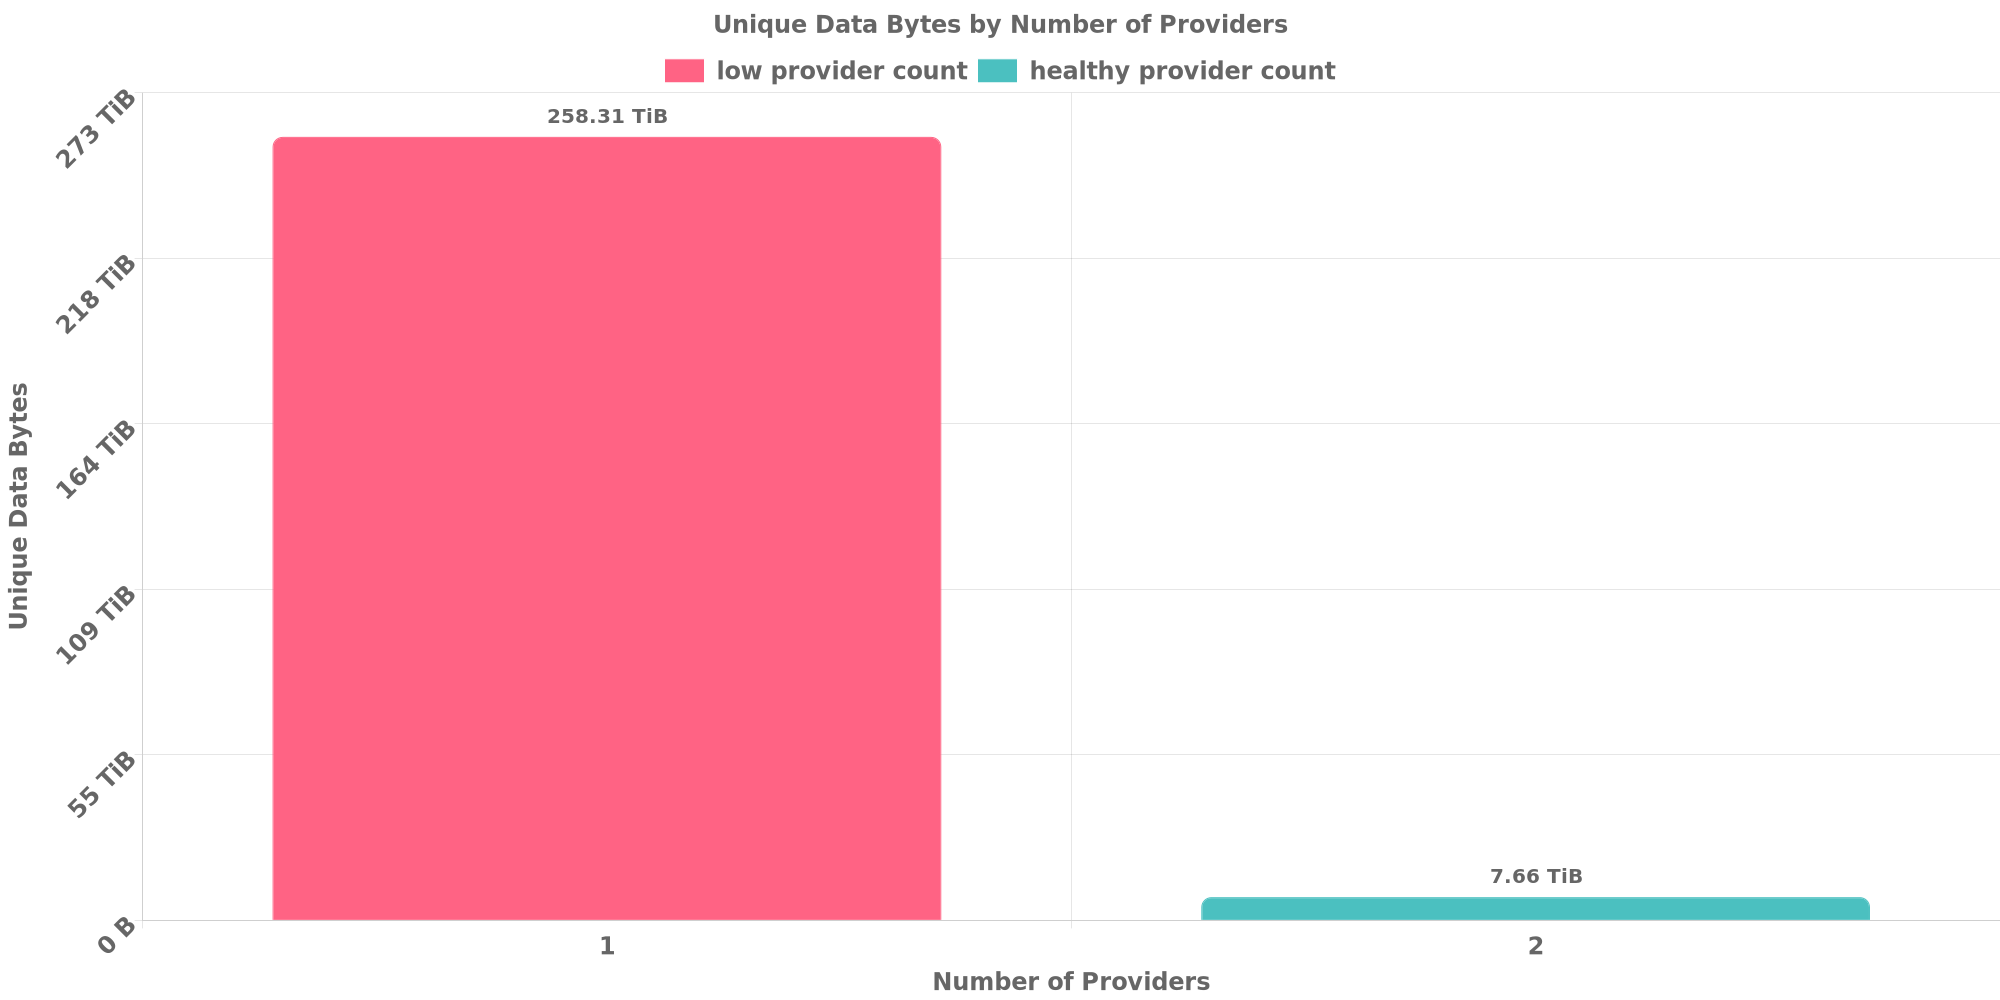 Unique Data Bytes by Number of Providers
low provider count healthy provider count
273 TiB
258.31 TiB
218 TiB
164 TiB
109 TiB
55 TiB
7.66 TiB
0 B
Unique Data Bytes
1 2
Number of Providers